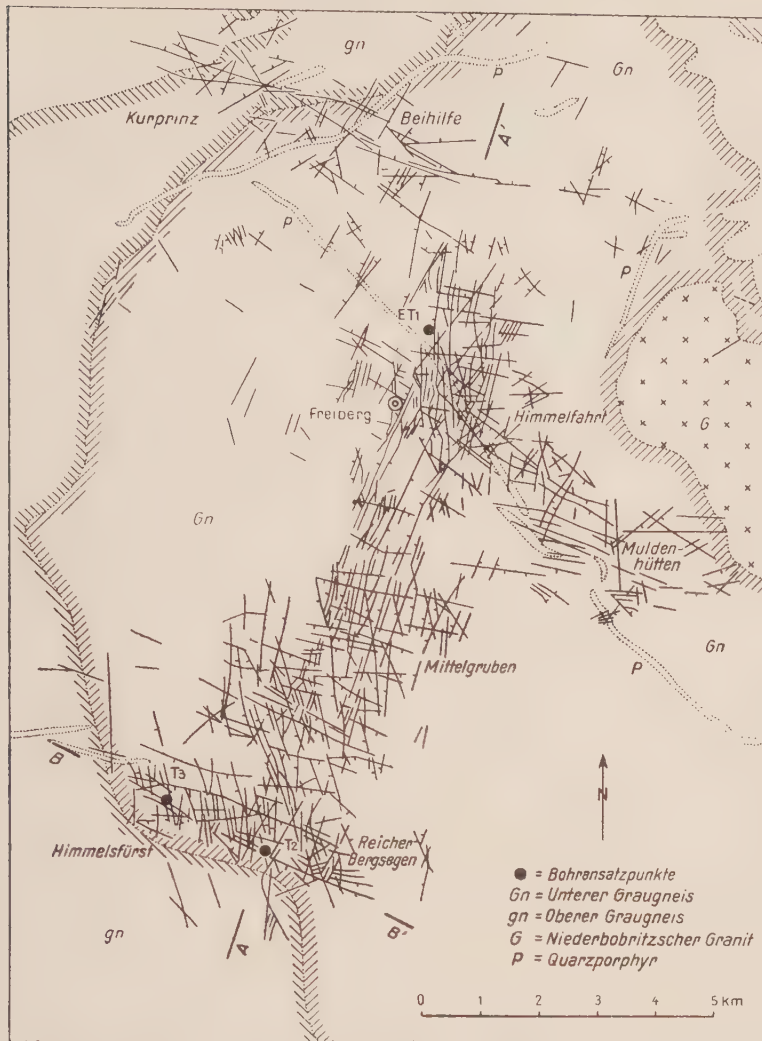 gn
P
Gn
Kurprinz
Beihilfe
A'
P
P
ET1
Freiberg
Himmelfahrt
G
Gn
Mulden-
hütten
P
Gn
Mittelgruben
B
T3
N
Himmelsfürst
T2
Reicher
Bergsegen
gn
A
B'
● = Bohransatzpunkte
Gn = Unterer Graugneis
gn = Oberer Graugneis
G = Niederbobritzscher Granit
P = Quarzporphyr
0 1 2 3 4 5 km